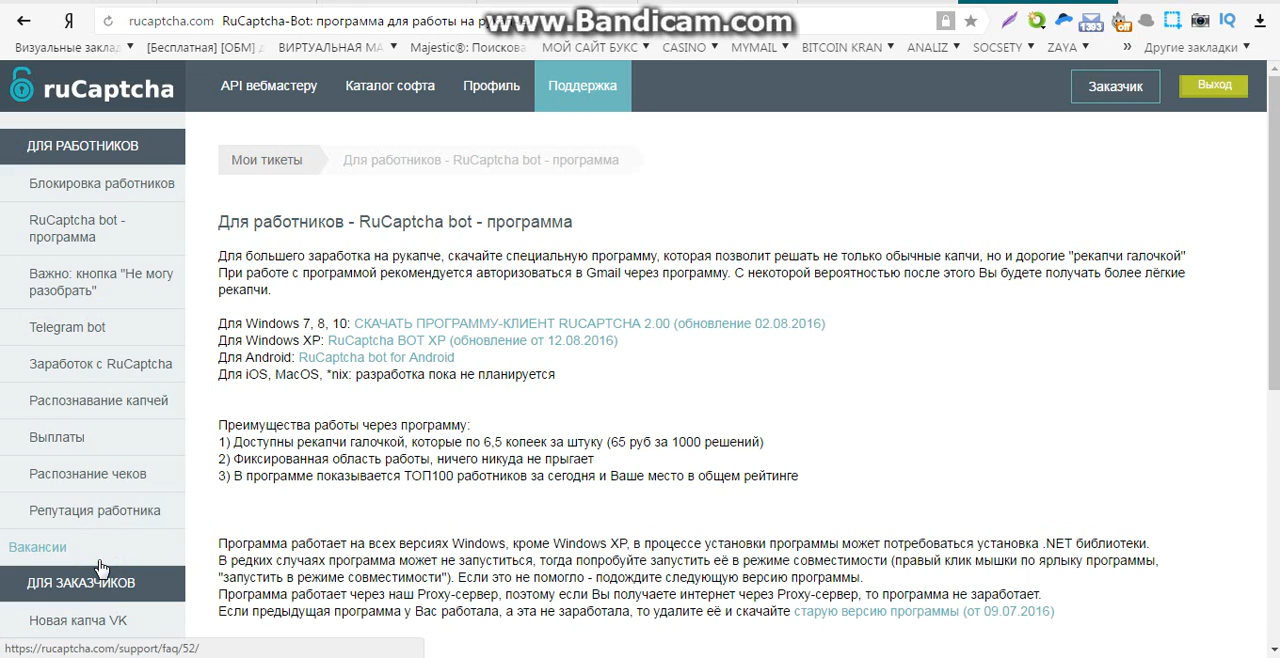 Я rucaptcha.com RuCaptcha-Bot: программа для работы на
www.Bandicam.com
Визуальные заклад [Бесплатная] [ОБМ] ВИРТУАЛЬНАЯ МА Majestic®: Поискова МОЙ САЙТ БУКС CASINO MYMAIL BITCOIN KRAN ANALIZ SOCSETY ZAYA » Другие закладки
ruCaptcha API вебмастеру Каталог софта Профиль Поддержка Заказчик Выход
ДЛЯ РАБОТНИКОВ
Блокировка работников
RuCaptcha bot -
программа
Важно: кнопка "Не могу
разобрать"
Telegram bot
Заработок с RuCaptcha
Распознавание капчей
Выплаты
Распознание чеков
Репутация работника
Вакансии
ДЛЯ ЗАКАЗЧИКОВ
Новая капча VK
https://rucaptcha.com/support/faq/52/
Мои тикеты Для работников - RuCaptcha bot - программа
Для работников - RuCaptcha bot - программа
Для большего заработка на рукапче, скачайте специальную программу, которая позволит решать не только обычные капчи, но и дорогие "рекапчи галочкой"
При работе с программой рекомендуется авторизоваться в Gmail через программу. С некоторой вероятностью после этого Вы будете получать более лёгкие
рекапчи.
Для Windows 7, 8, 10: СКАЧАТЬ ПРОГРАММУ-КЛИЕНТ RUCAPTCHA 2.00 (обновление 02.08.2016)
Для Windows XP: RuCaptcha BOT XP (обновление от 12.08.2016)
Для Android: RuCaptcha bot for Android
Для iOS, MacOS, *nix: разработка пока не планируется
Преимущества работы через программу:
1) Доступны рекапчи галочкой, которые по 6,5 копеек за штуку (65 руб за 1000 решений)
2) Фиксированная область работы, ничего никуда не прыгает
3) В программе показывается ТОП100 работников за сегодня и Ваше место в общем рейтинге
Программа работает на всех версиях Windows, кроме Windows XP, в процессе установки программы может потребоваться установка .NET библиотеки.
В редких случаях программа может не запуститься, тогда попробуйте запустить её в режиме совместимости (правый клик мышки по ярлыку программы,
"запустить в режиме совместимости"). Если это не помогло - подождите следующую версию программы.
Программа работает через наш Proxy-сервер, поэтому если Вы получаете интернет через Proxy-сервер, то программа не заработает.
Если предыдущая программа у Вас работала, а эта не заработала, то удалите её и скачайте старую версию программы (от 09.07.2016)